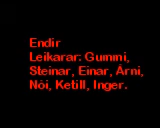 Endir
Leikarar: Gummi,
Steinar, Einar, Árni,
Nói, Ketill, Inger.